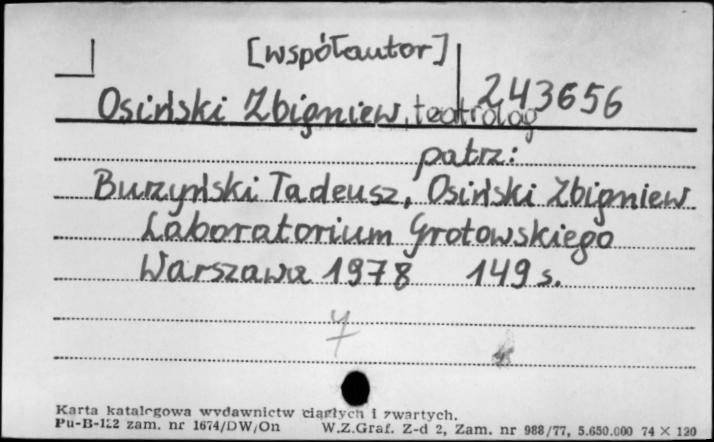 [współautor]
243656
Osiński Zbigniew, teatrolog
patrz:
Burzyński Tadeusz, Osiński Zbigniew
Laboratorium Grotowskiego
Warszawa 1978 149 s.
Karta katalogowa wydawnictw ciągłych i zwartych.
Pu-B-122 zam. nr 1674/DW/On W.Z.Graf. Z-d 2, Zam. nr 988/77, 5.650.000 74 X 120